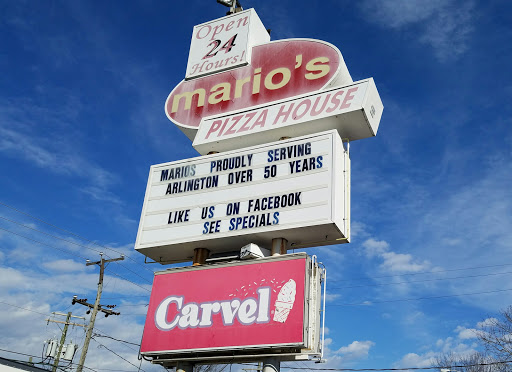 Open
24
Hours!
mario's
PIZZA HOUSE
MARIOS PROUDLY SERVING
ARLINGTON OVER 50 YEARS
LIKE US ON FACEBOOK
SEE SPECIALS
Carvel